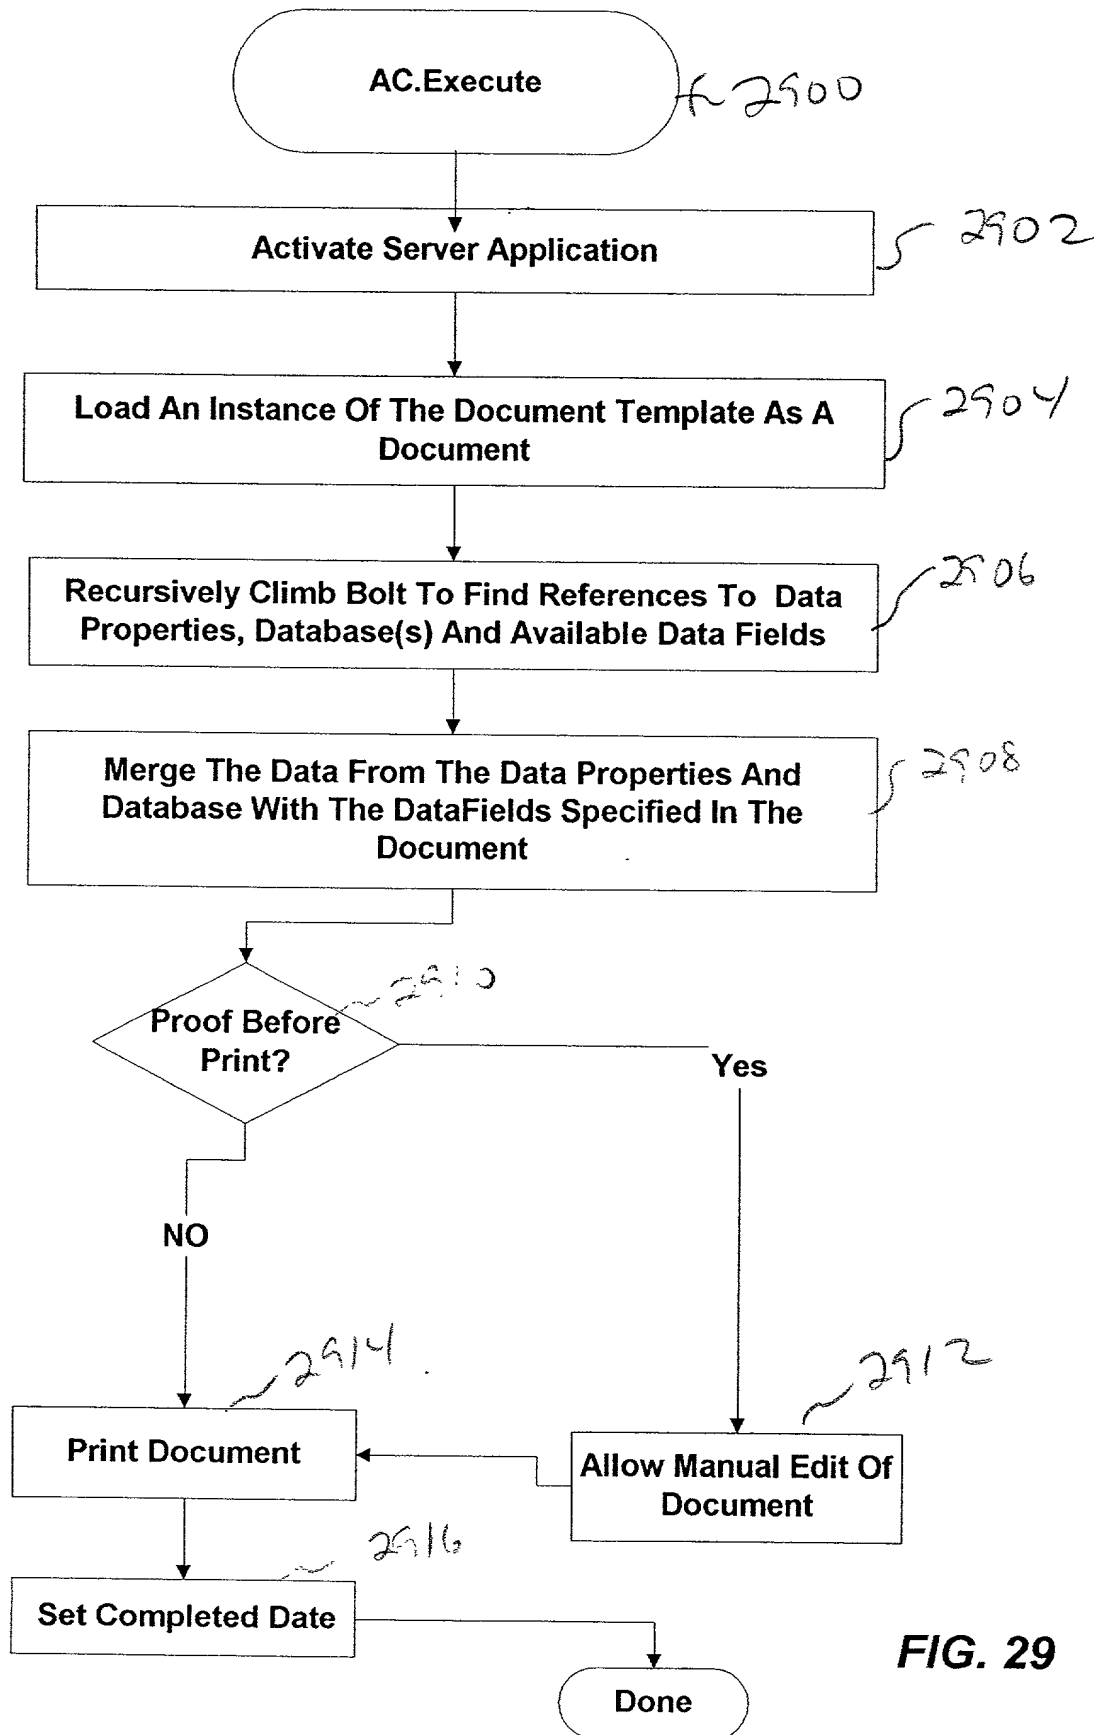 AC.Execute
2900
Activate Server Application
2902
Load An Instance Of The Document Template As A
Document
2904
Recursively Climb Bolt To Find References To Data
Properties, Database(s) And Available Data Fields
2906
Merge The Data From The Data Properties And
Database With The DataFields Specified In The
Document
2908
Proof Before
Print?
2910
Yes
NO
2914
2912
Print Document
Allow Manual Edit Of
Document
2916
Set Completed Date
FIG. 29
Done